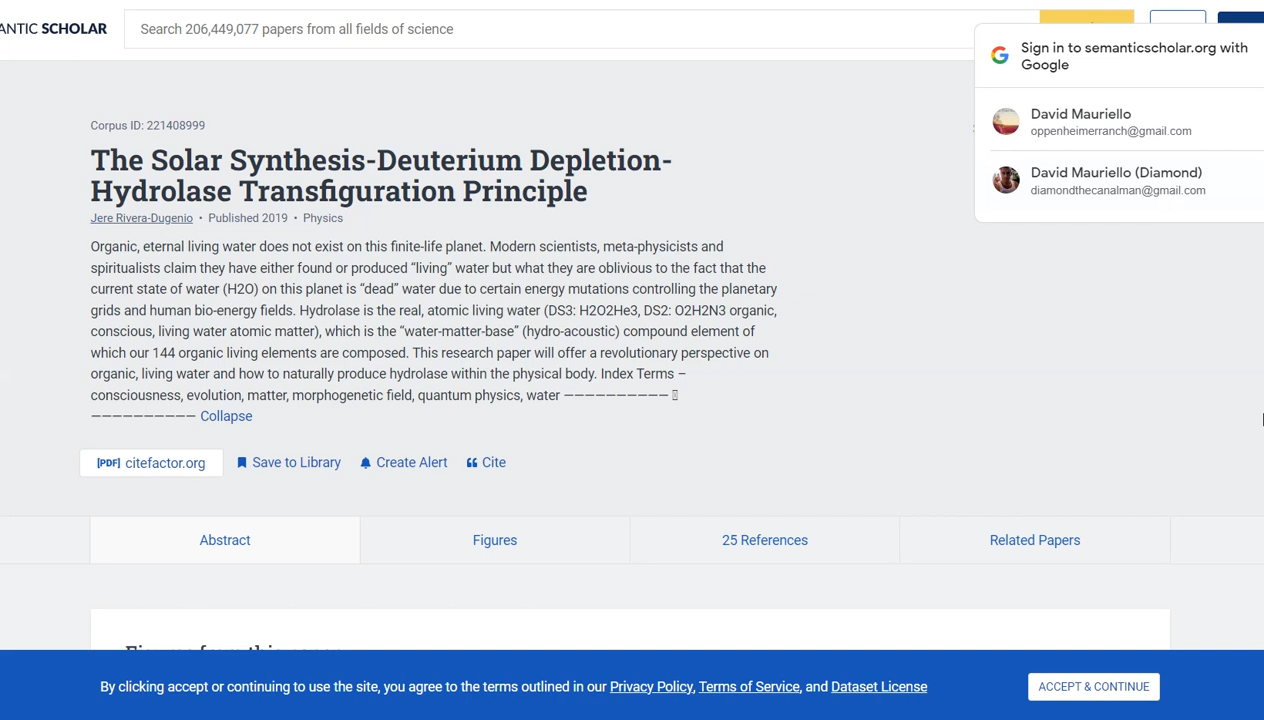 ANTIC SCHOLAR
Search 206,449,077 papers from all fields of science
Sign in to semanticscholar.org with
Google
David Mauriello
oppenheimerranch@gmail.com
David Mauriello (Diamond)
diamondthecanalman@gmail.com
Corpus ID: 221408999
The Solar Synthesis-Deuterium Depletion-
Hydrolase Transfiguration Principle
Jere Rivera-Dugenio • Published 2019 • Physics
Organic, eternal living water does not exist on this finite-life planet. Modern scientists, meta-physicists and
spiritualists claim they have either found or produced “living” water but what they are oblivious to the fact that the
current state of water (H2O) on this planet is “dead” water due to certain energy mutations controlling the planetary
grids and human bio-energy fields. Hydrolase is the real, atomic living water (DS3: H2O2He3, DS2: O2H2N3 organic,
conscious, living water atomic matter), which is the “water-matter-base” (hydro-acoustic) compound element of
which our 144 organic living elements are composed. This research paper will offer a revolutionary perspective on
organic, living water and how to naturally produce hydrolase within the physical body. Index Terms –
consciousness, evolution, matter, morphogenetic field, quantum physics, water ——————————
—————————— Collapse
[PDF] citefactor.org
Save to Library
Create Alert
Cite
Abstract
Figures
25 References
Related Papers
Figures from this paper
By clicking accept or continuing to use the site, you agree to the terms outlined in our Privacy Policy, Terms of Service, and Dataset License
ACCEPT & CONTINUE